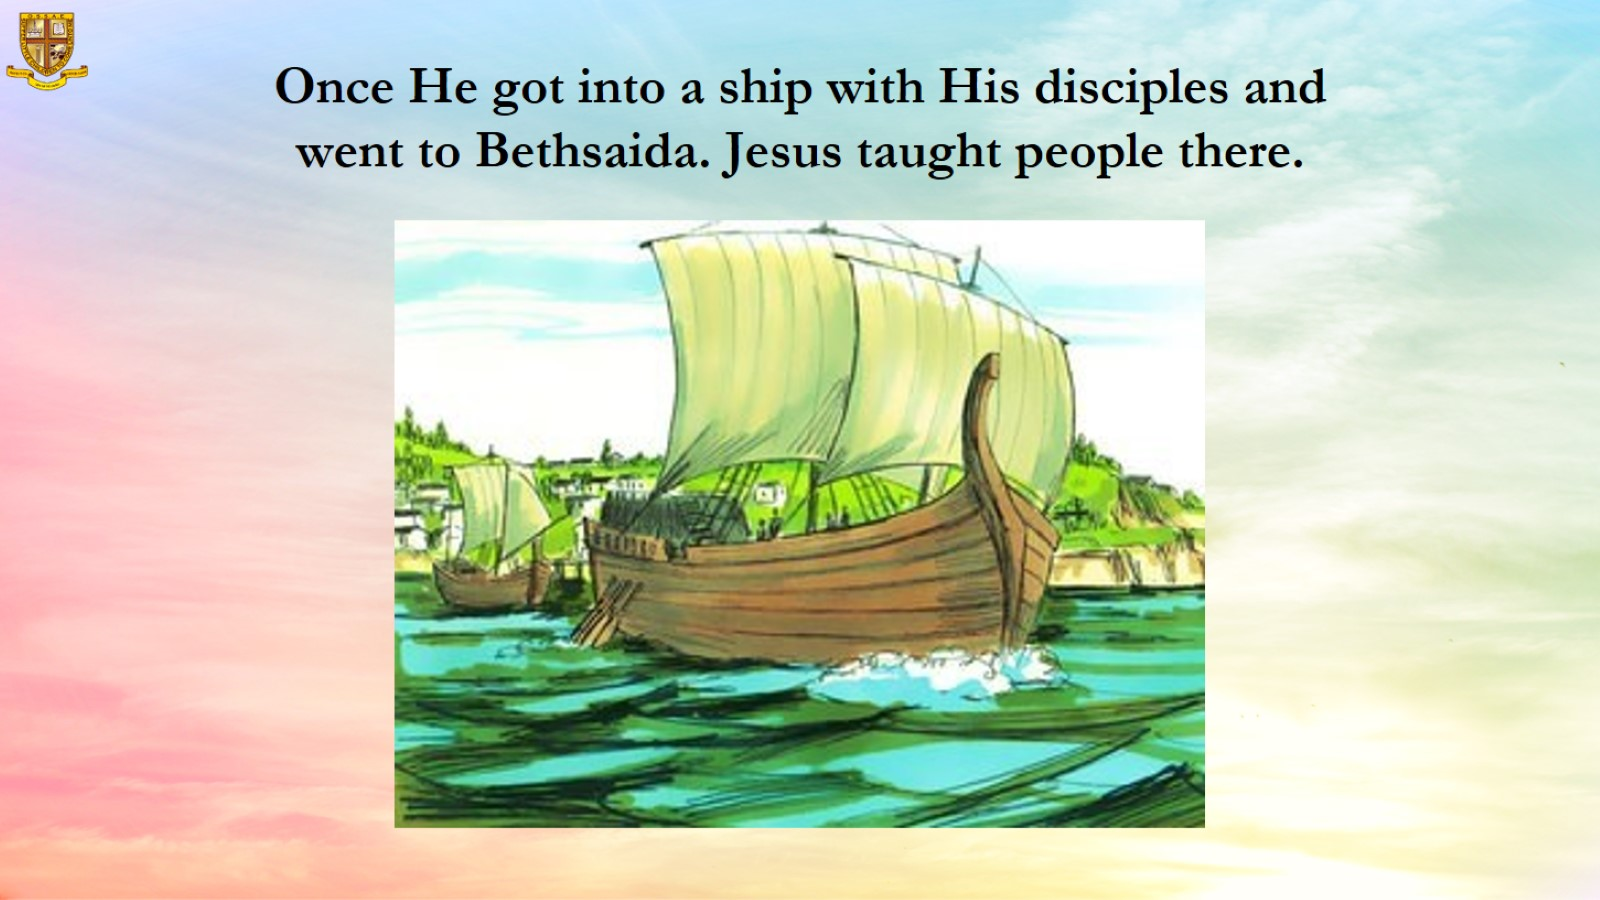 Once He got into a ship with His disciples and
went to Bethsaida. Jesus taught people there.